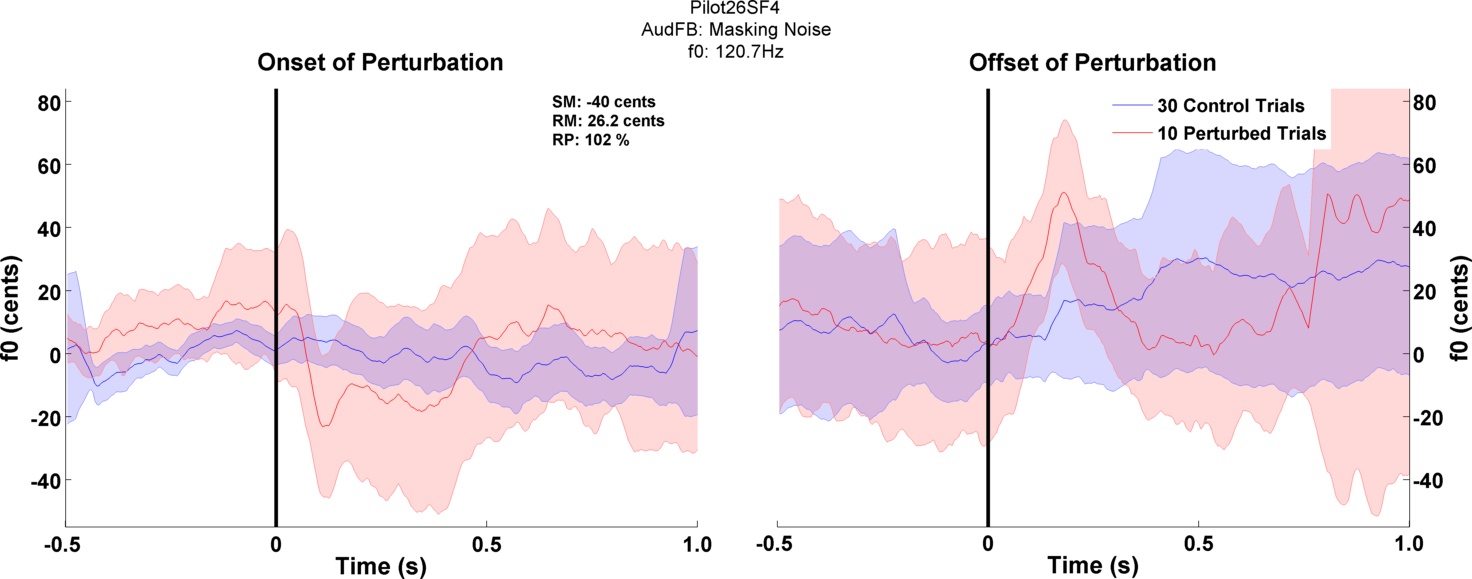 Pilot26SF4
AudFB: Masking Noise
f0: 120.7Hz
Onset of Perturbation
SM: -40 cents
RM: 26.2 cents
RP: 102 %
f0 (cents)
80
60
40
20
0
-20
-40
-0.5
0
0.5
1.0
Time (s)
Offset of Perturbation
30 Control Trials
10 Perturbed Trials
80
60
40
20
0
-20
-40
f0 (cents)
-0.5
0
0.5
1.0
Time (s)